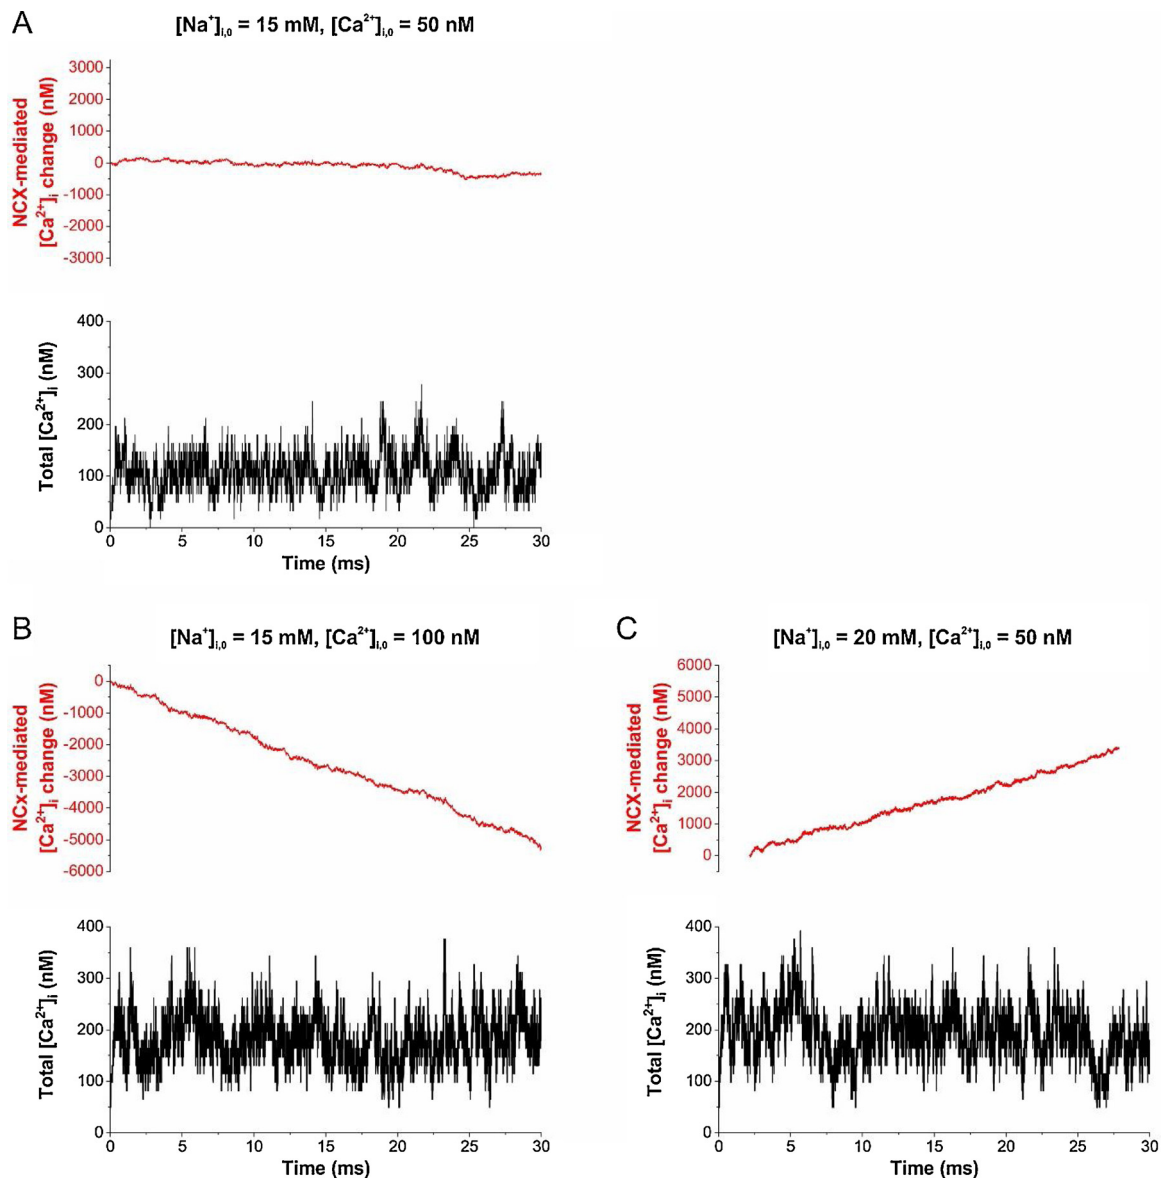 A
[Na⁺]i,0 = 15 mM, [Ca²⁺]i,0 = 50 nM
NCX-mediated
[Ca²⁺]i change (nM)
3000
2000
1000
0
-1000
-2000
-3000
Total [Ca²⁺]i (nM)
400
300
200
100
0
0 5 10 15 20 25 30
Time (ms)
B
[Na⁺]i,0 = 15 mM, [Ca²⁺]i,0 = 100 nM
NCx-mediated
[Ca²⁺]i change (nM)
0
-1000
-2000
-3000
-4000
-5000
-6000
Total [Ca²⁺]i (nM)
400
300
200
100
0
0 5 10 15 20 25 30
Time (ms)
C
[Na⁺]i,0 = 20 mM, [Ca²⁺]i,0 = 50 nM
NCX-mediated
[Ca²⁺]i change (nM)
6000
5000
4000
3000
2000
1000
0
Total [Ca²⁺]i (nM)
400
300
200
100
0
0 5 10 15 20 25 30
Time (ms)